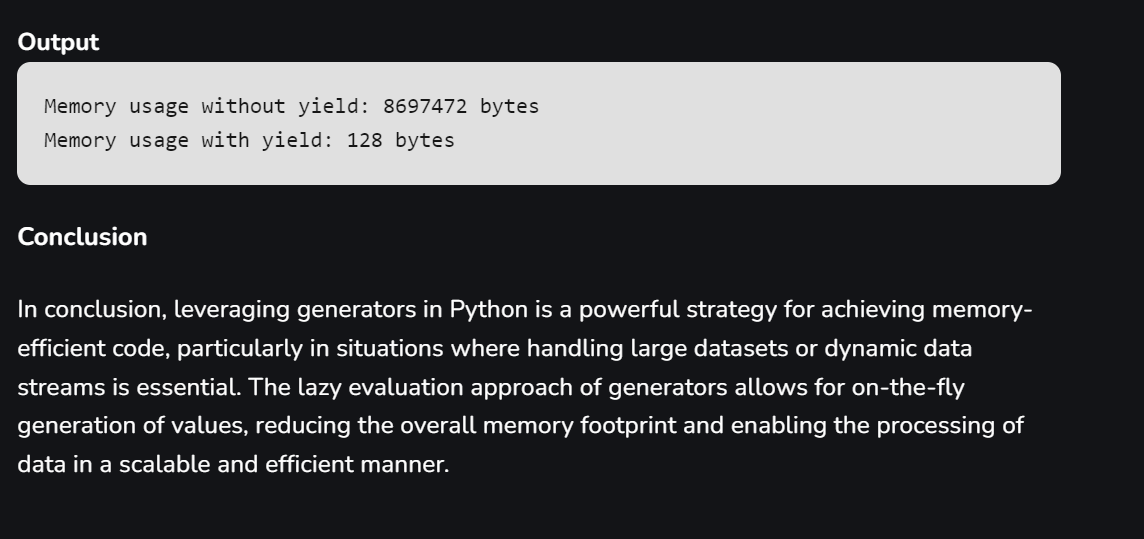 Output
Memory usage without yield: 8697472 bytes
Memory usage with yield: 128 bytes
Conclusion
In conclusion, leveraging generators in Python is a powerful strategy for achieving memory-
efficient code, particularly in situations where handling large datasets or dynamic data
streams is essential. The lazy evaluation approach of generators allows for on-the-fly
generation of values, reducing the overall memory footprint and enabling the processing of
data in a scalable and efficient manner.